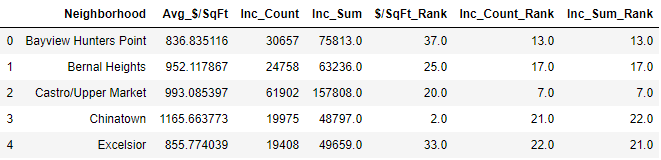 Neighborhood Avg_$/SqFt Inc_Count Inc_Sum $/SqFt_Rank Inc_Count_Rank Inc_Sum_Rank
0 Bayview Hunters Point 836.835116 30657 75813.0 37.0 13.0 13.0
1 Bernal Heights 952.117867 24758 63236.0 25.0 17.0 17.0
2 Castro/Upper Market 993.085397 61902 157808.0 20.0 7.0 7.0
3 Chinatown 1165.663773 19975 48797.0 2.0 21.0 22.0
4 Excelsior 855.774039 19408 49659.0 33.0 22.0 21.0